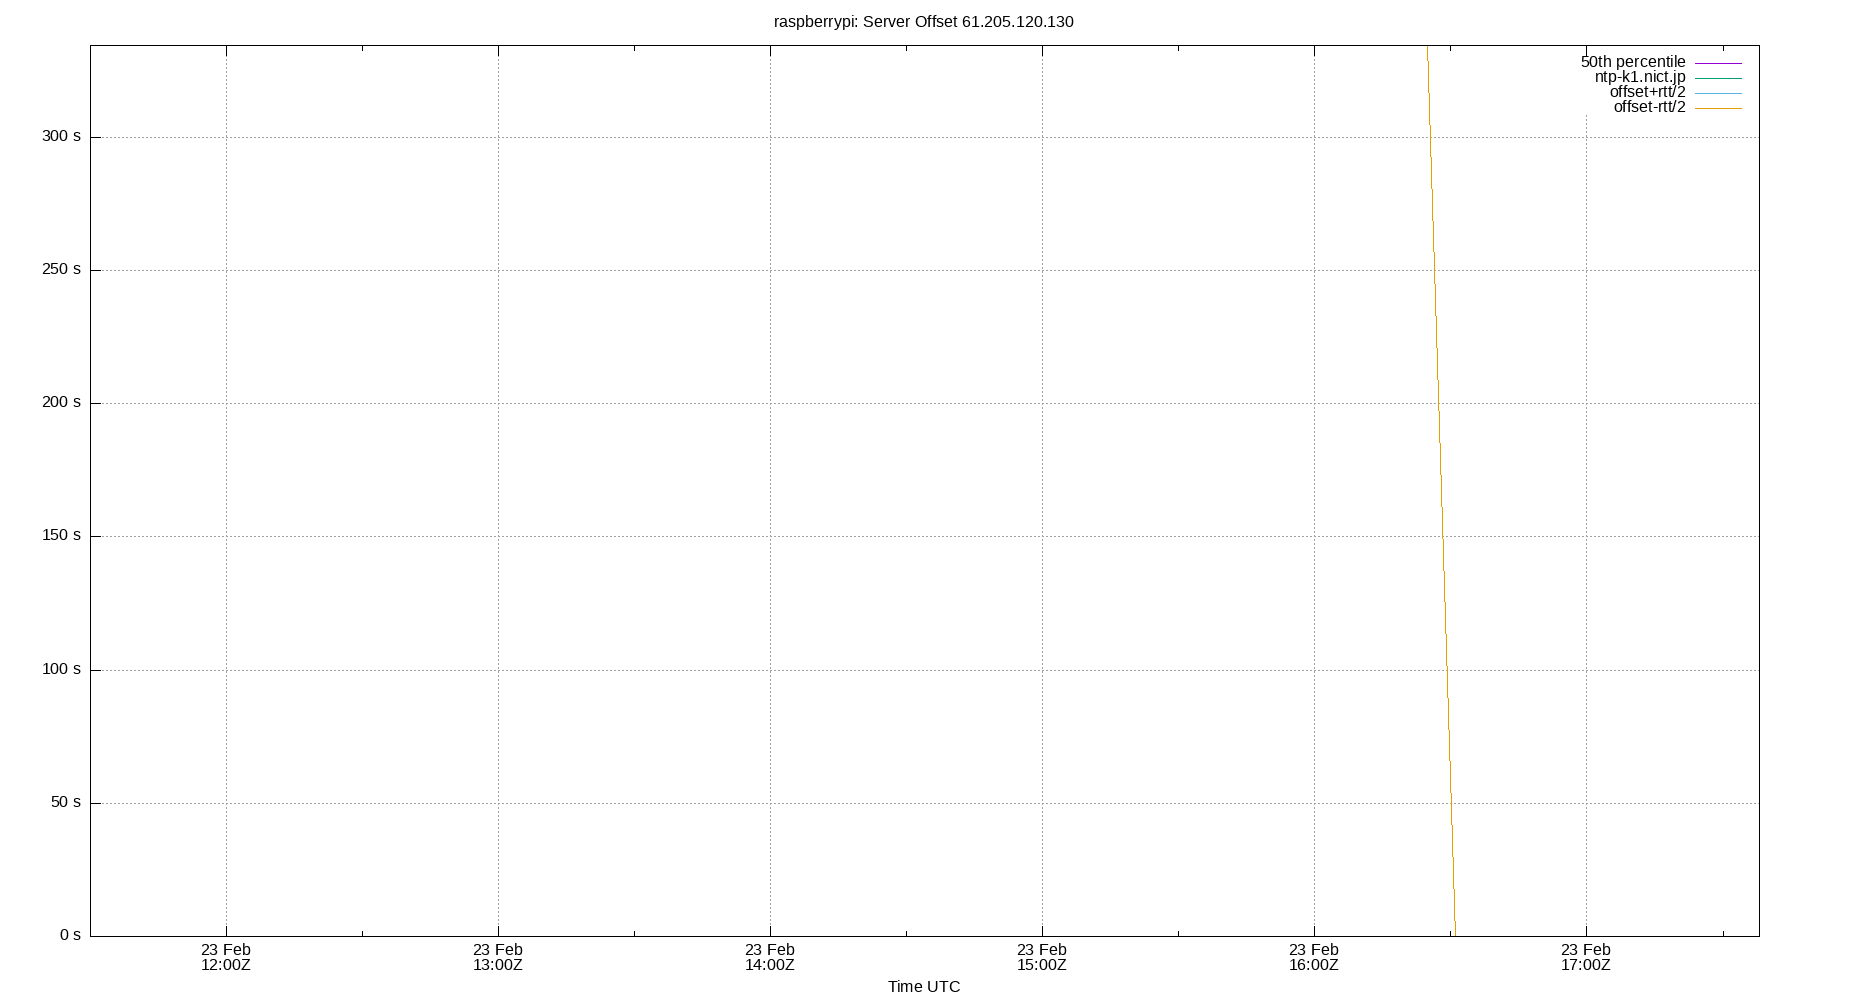 raspberrypi: Server Offset 61.205.120.130
50th percentile
ntp-k1.nict.jp
offset+rtt/2
offset-rtt/2
300 s
250 s
200 s
150 s
100 s
50 s
0 s
23 Feb 23 Feb 23 Feb 23 Feb 23 Feb 23 Feb
12:00Z 13:00Z 14:00Z 15:00Z 16:00Z 17:00Z
Time UTC